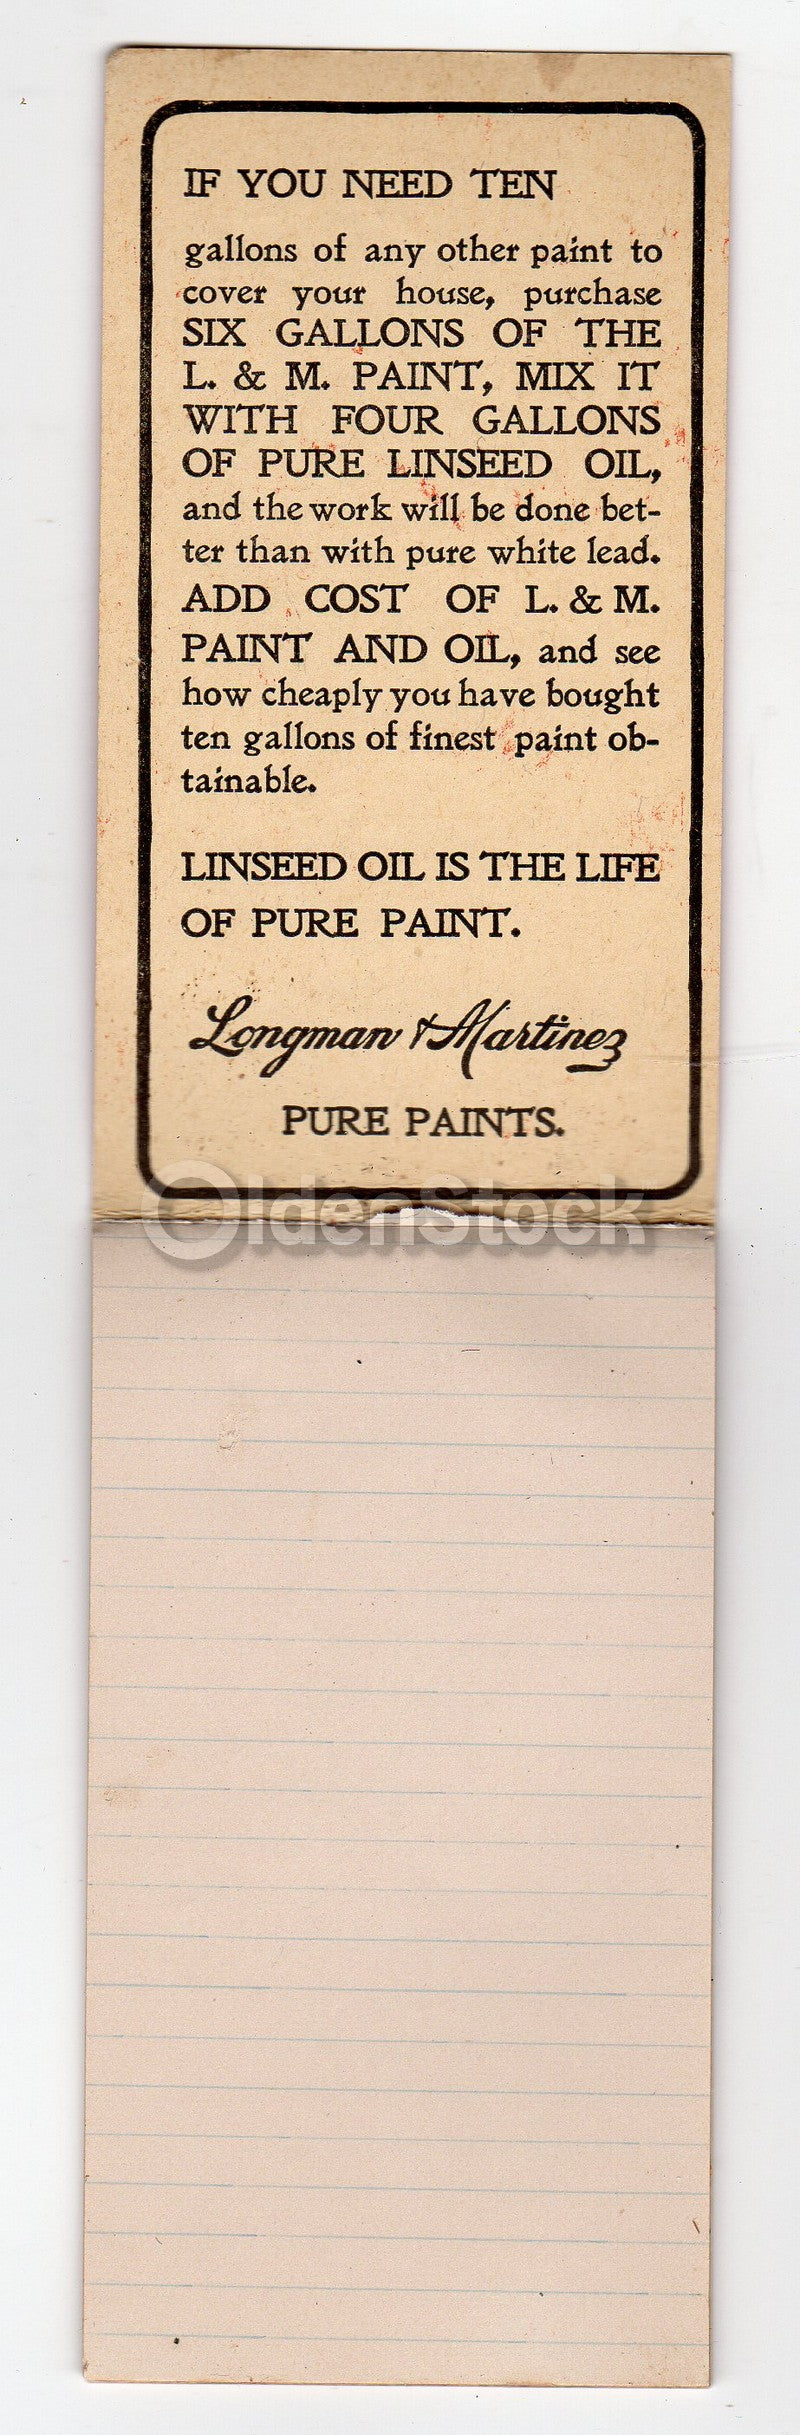 IF YOU NEED TEN
gallons of any other paint to
cover your house, purchase
SIX GALLONS OF THE
L. & M. PAINT, MIX IT
WITH FOUR GALLONS
OF PURE LINSEED OIL,
and the work will be done bet-
ter than with pure white lead.
ADD COST OF L. & M.
PAINT AND OIL, and see
how cheaply you have bought
ten gallons of finest paint ob-
tainable.
LINSEED OIL IS THE LIFE
OF PURE PAINT.
Longman & Martinez
PURE PAINTS.
OldenStock